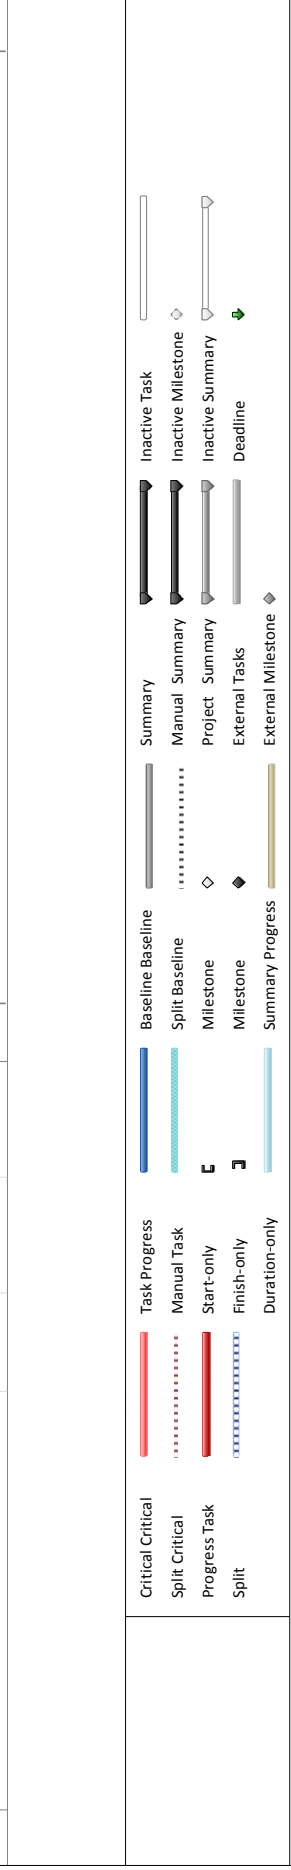 Critical Critical
Split Critical
Progress Task
Split
Task Progress
Manual Task
Start-only
Finish-only
Duration-only
Baseline Baseline
Split Baseline
Milestone
Milestone
Summary Progress
Summary
Manual Summary
Project Summary
External Tasks
External Milestone
Inactive Task
Inactive Milestone
Inactive Summary
Deadline